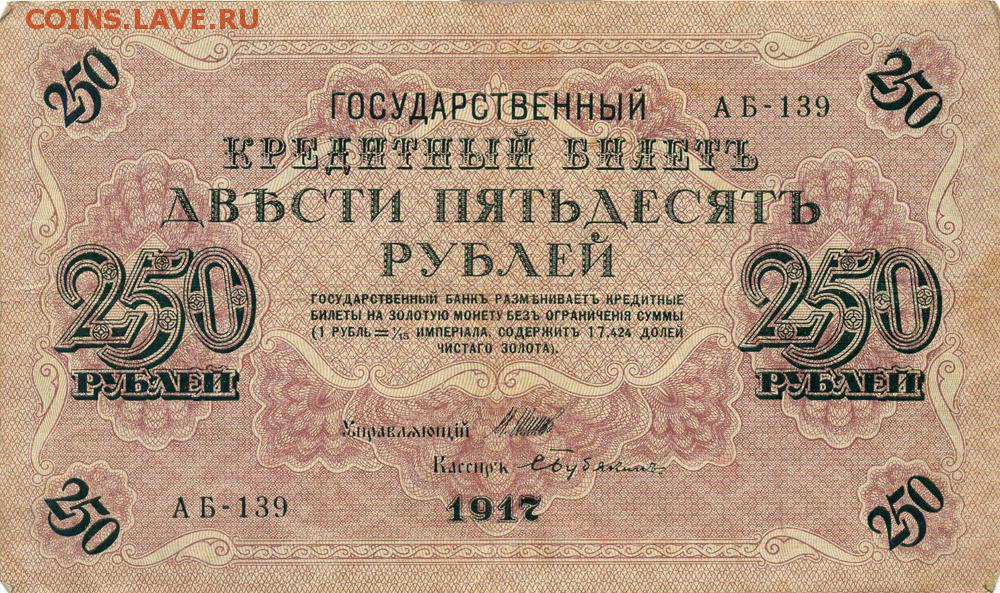 COINS.LAVE.RU
250 250
ГОСУДАРСТВЕННЫЙ АБ-139
КРЕДИТНЫЙ БИЛЕТЪ
ДВѢСТИ ПЯТЬДЕСЯТЪ
РУБЛЕЙ
250 250
ГОСУДАРСТВЕННЫЙ БАНКЪ РАЗМѢНИВАЕТЪ КРЕДИТНЫЕ
БИЛЕТЫ НА ЗОЛОТУЮ МОНЕТУ БЕЗЪ ОГРАНИЧЕНІЯ СУММЫ
(1 РУБЛЬ = 1/15 ИМПЕРІАЛА, СОДЕРЖИТЪ 17,424 ДОЛЕЙ
ЧИСТАГО ЗОЛОТА).
РУБЛЕЙ РУБЛЕЙ
Управляющій
Кассиръ
250 250
АБ-139 1917